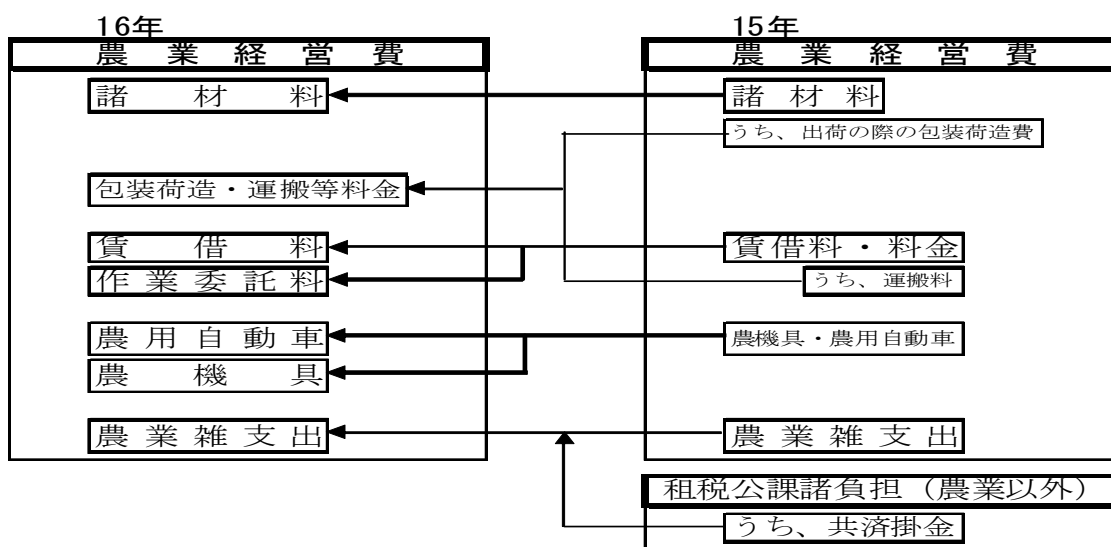 16年
農業経営費
諸材料
包装荷造・運搬等料金
賃借料
作業委託料
農用自動車
農機具
農業雑支出
15年
農業経営費
諸材料
うち、出荷の際の包装荷造費
賃借料・料金
うち、運搬料
農機具・農用自動車
農業雑支出
租税公課諸負担（農業以外）
うち、共済掛金